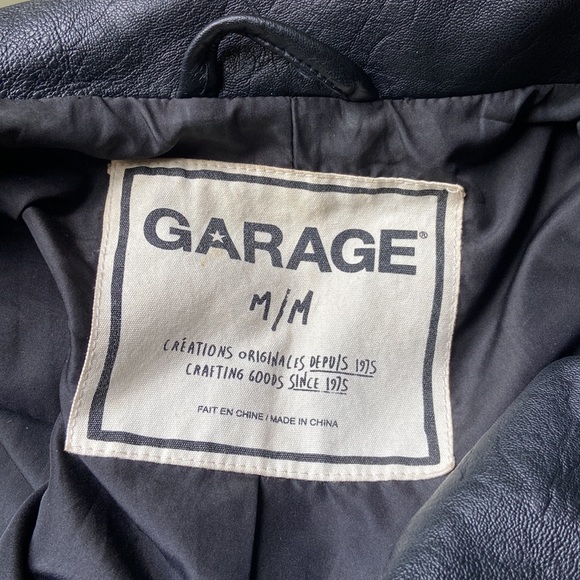 GARAGE®
M/M
CRÉATIONS ORIGINALES DEPUIS 1975
CRAFTING GOODS SINCE 1975
FAIT EN CHINE / MADE IN CHINA